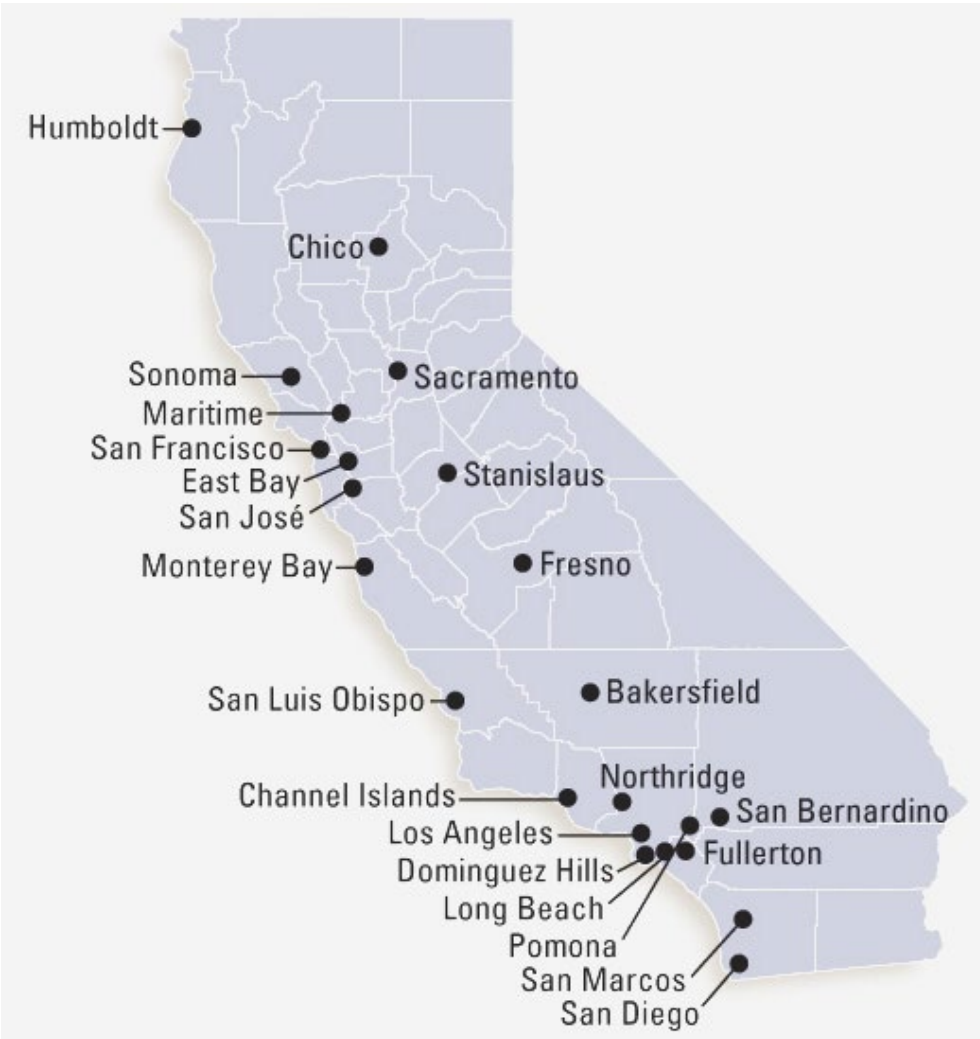 Humboldt
Chico
Sonoma
Sacramento
Maritime
San Francisco
East Bay
Stanislaus
San José
Monterey Bay
Fresno
San Luis Obispo
Bakersfield
Northridge
Channel Islands
San Bernardino
Los Angeles
Fullerton
Dominguez Hills
Long Beach
Pomona
San Marcos
San Diego